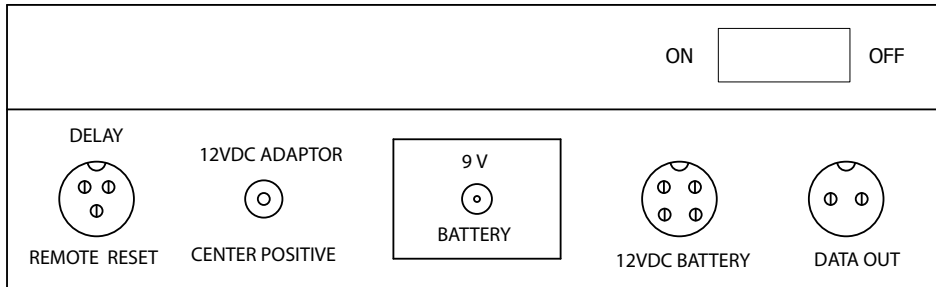 ON OFF
DELAY
REMOTE RESET
12VDC ADAPTOR
CENTER POSITIVE
9 V
BATTERY
12VDC BATTERY
DATA OUT